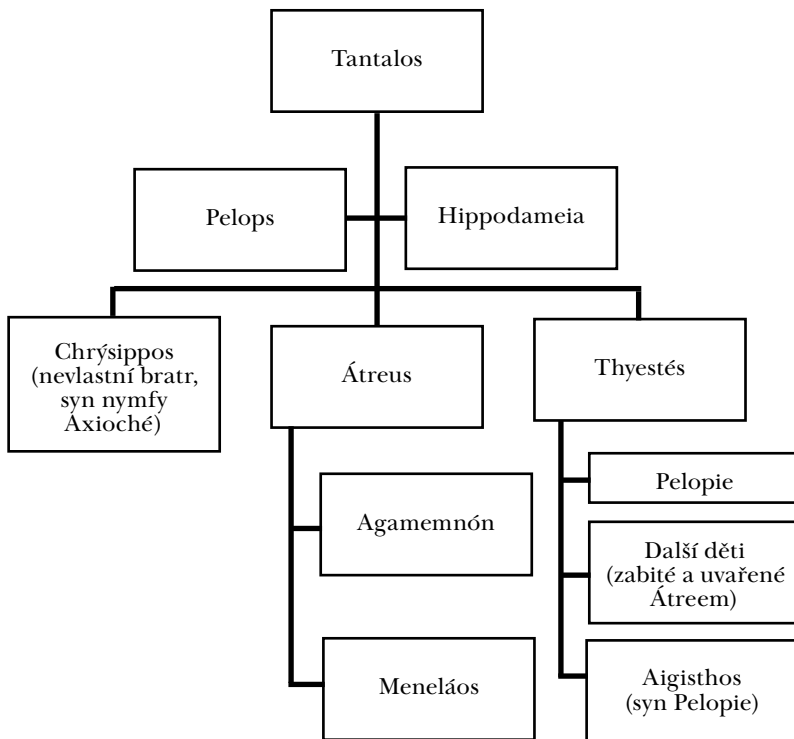 Tantalos
Pelops
Hippodameia
Chrýsippos
(nevlastní bratr,
syn nymfy
Axioché)
Átreus
Thyestés
Pelopie
Agamemnón
Další děti
(zabité a uvařené
Átreem)
Meneláos
Aigisthos
(syn Pelopie)